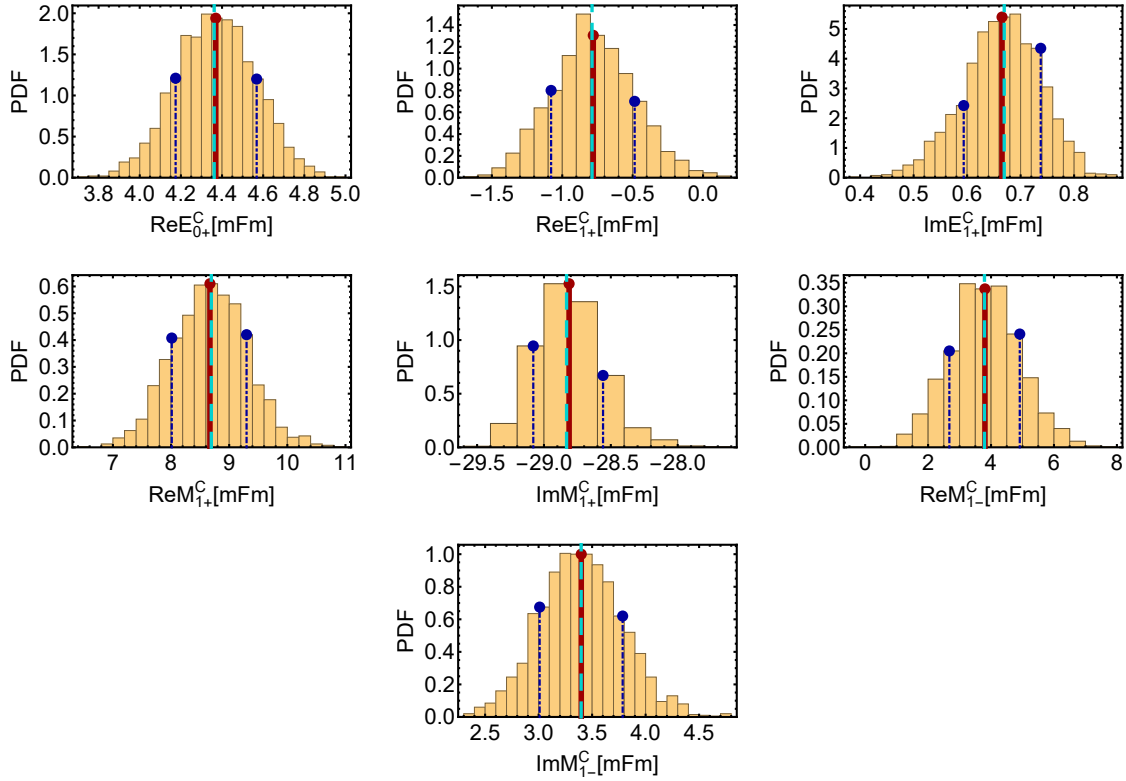 PDF
2.0
1.5
1.0
0.5
0.0
3.8 4.0 4.2 4.4 4.6 4.8 5.0
ReE^C_{0+}[mFm]
PDF
1.4
1.2
1.0
0.8
0.6
0.4
0.2
0.0
−1.5 −1.0 −0.5 0.0
ReE^C_{1+}[mFm]
PDF
5
4
3
2
1
0
0.4 0.5 0.6 0.7 0.8
ImE^C_{1+}[mFm]
PDF
0.6
0.5
0.4
0.3
0.2
0.1
0.0
7 8 9 10 11
ReM^C_{1+}[mFm]
PDF
1.5
1.0
0.5
0.0
−29.5 −29.0 −28.5 −28.0
ImM^C_{1+}[mFm]
PDF
0.35
0.30
0.25
0.20
0.15
0.10
0.05
0.00
0 2 4 6 8
ReM^C_{1−}[mFm]
PDF
1.0
0.8
0.6
0.4
0.2
0.0
2.5 3.0 3.5 4.0 4.5
ImM^C_{1−}[mFm]